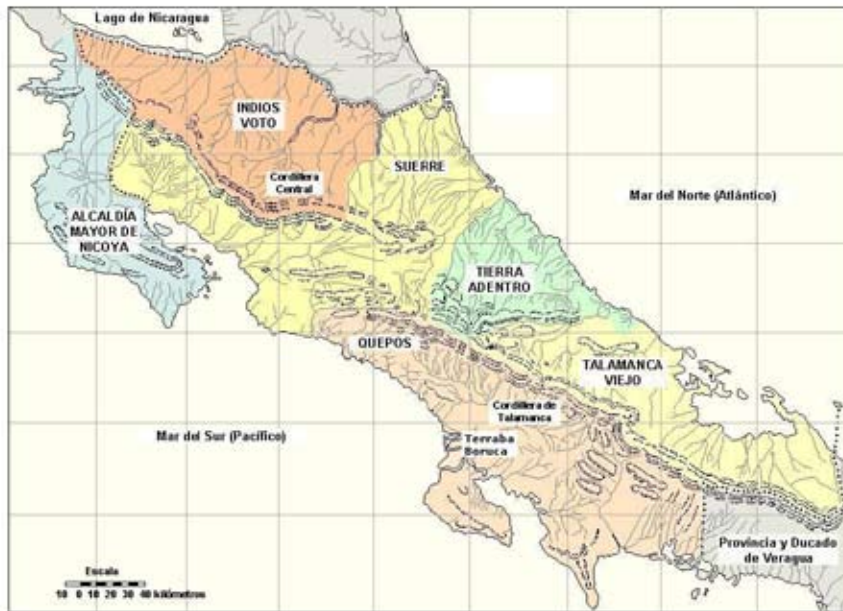 Lago de Nicaragua
INDIOS
VOTO
SUERRE
Cordillera
Central
Mar del Norte (Atlántico)
ALCALDÍA
MAYOR DE
NICOYA
TIERRA
ADENTRO
QUEPOS
TALAMANCA
VIEJO
Cordillera de
Talamanca
Mar del Sur (Pacífico)
Terraba
Boruca
Provincia y Ducado
de Veragua
Escala
10 0 10 20 30 40 kilómetros